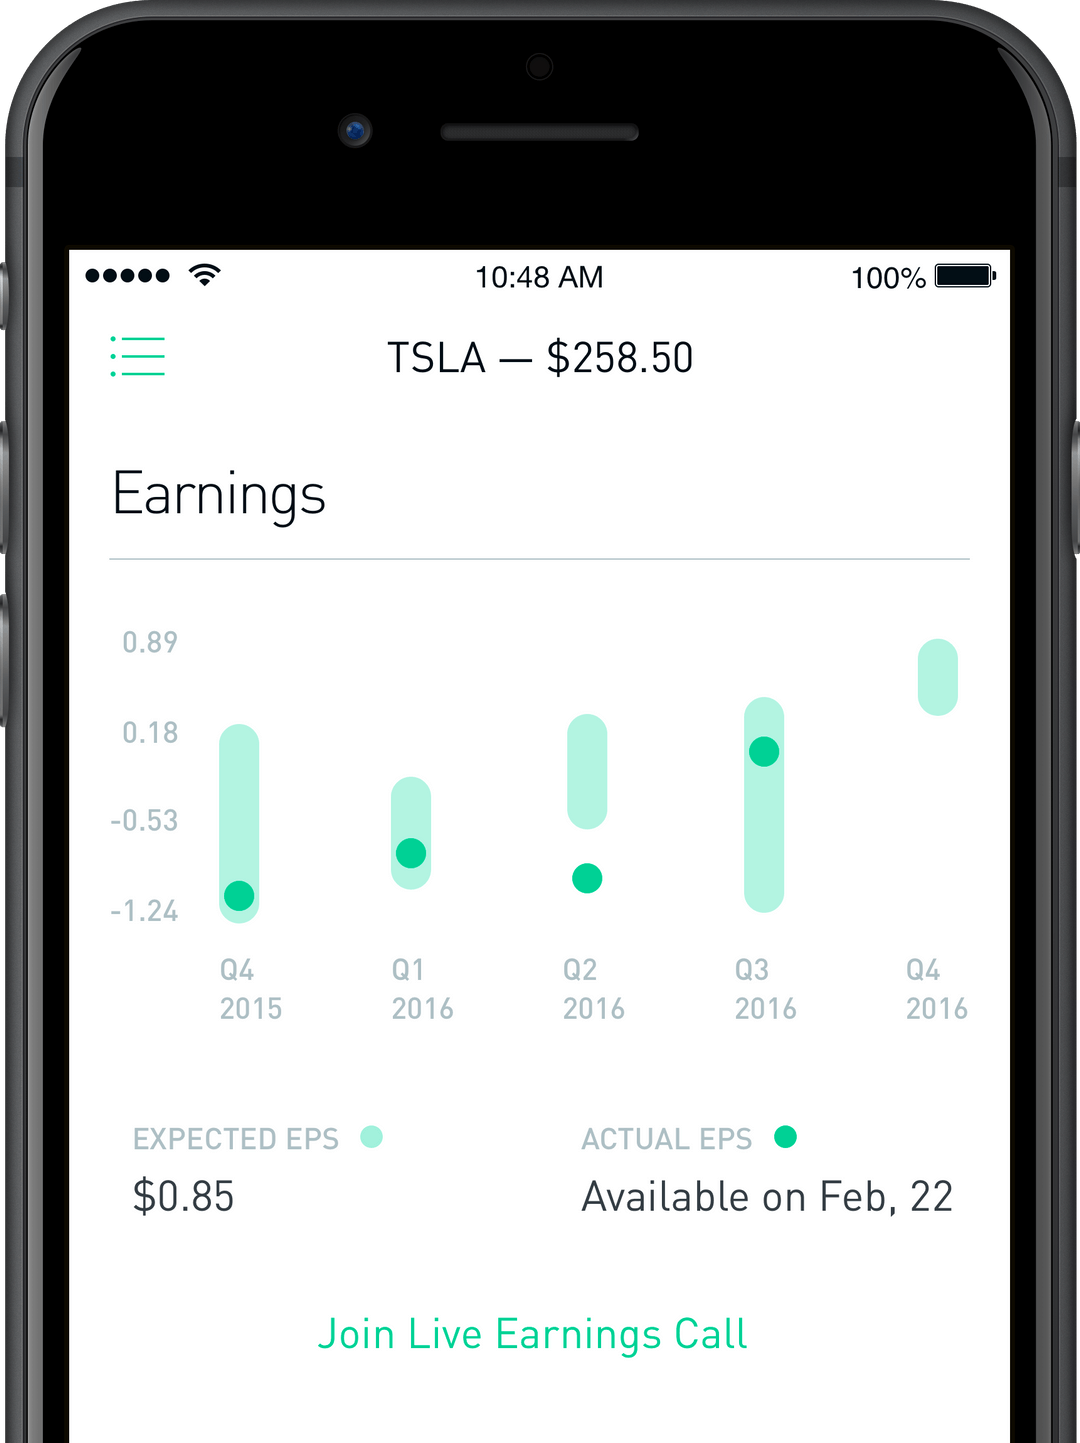 10:48 AM 100%
TSLA — $258.50
Earnings
0.89
0.18
-0.53
-1.24
Q4 Q1 Q2 Q3 Q4
2015 2016 2016 2016 2016
EXPECTED EPS ACTUAL EPS
$0.85 Available on Feb, 22
Join Live Earnings Call